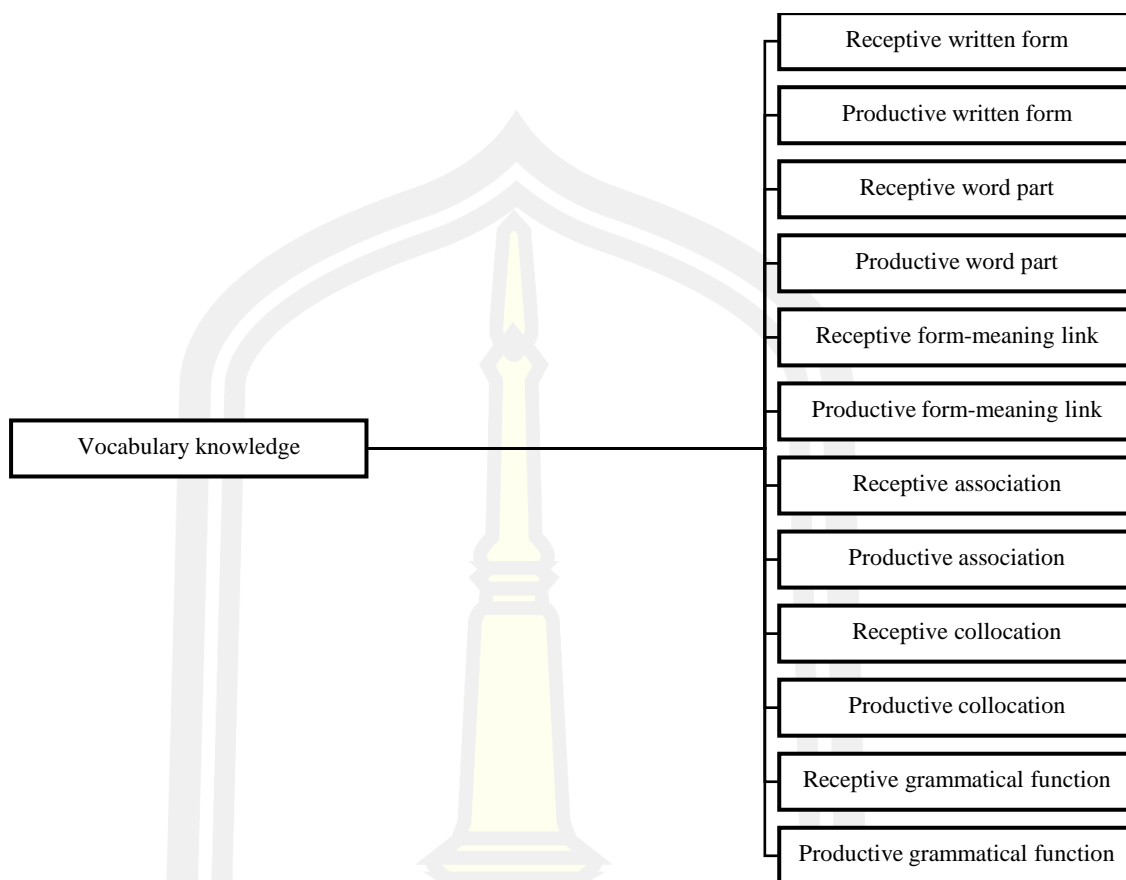 Receptive written form
Productive written form
Receptive word part
Productive word part
Receptive form-meaning link
Productive form-meaning link
Vocabulary knowledge
Receptive association
Productive association
Receptive collocation
Productive collocation
Receptive grammatical function
Productive grammatical function